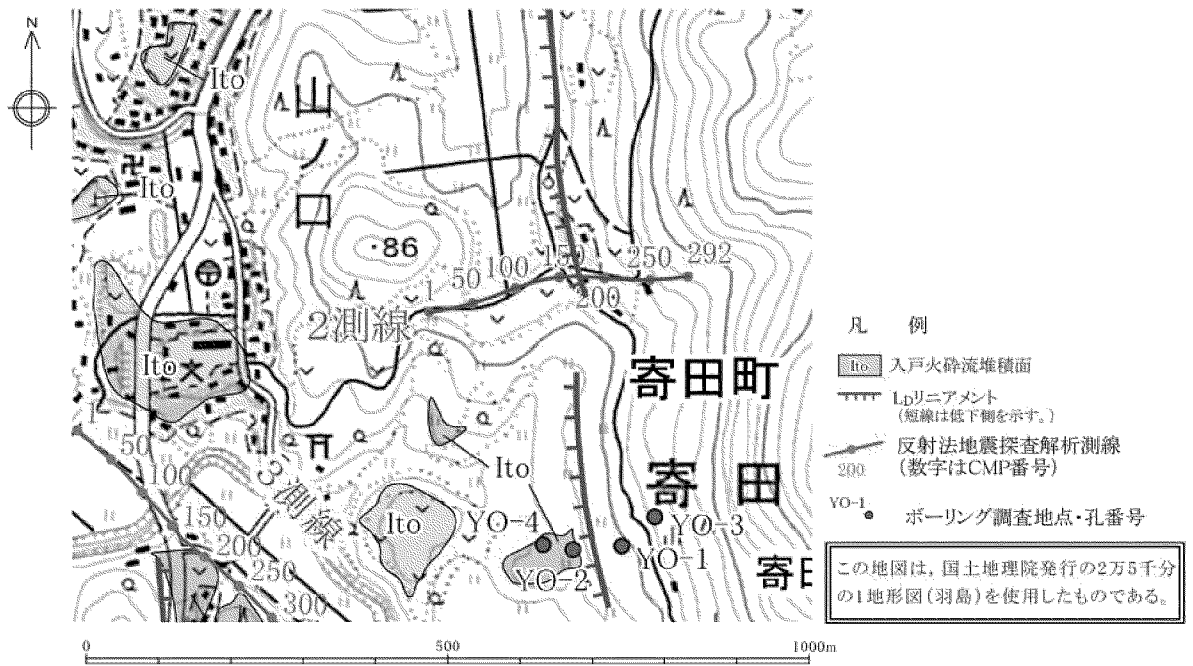 N
Ito
Ito
山ノ口
・86
1
50
100
150
200
250
292
2測線
Ito
文
寄田町
1
50
100
150
200
250
300
3測線
Ito
Ito
寄田
YO-4
YO-2
YO-3
YO-1
寄
凡 例
Ito 入戸火砕流堆積面
LDリニアメント
(短線は低下側を示す。)
反射法地震探査解析測線
200 (数字はCMP番号)
YO-1 ボーリング調査地点・孔番号
この地図は，国土地理院発行の2万5千分
の1地形図(羽島)を使用したものである。
0 500 1000m